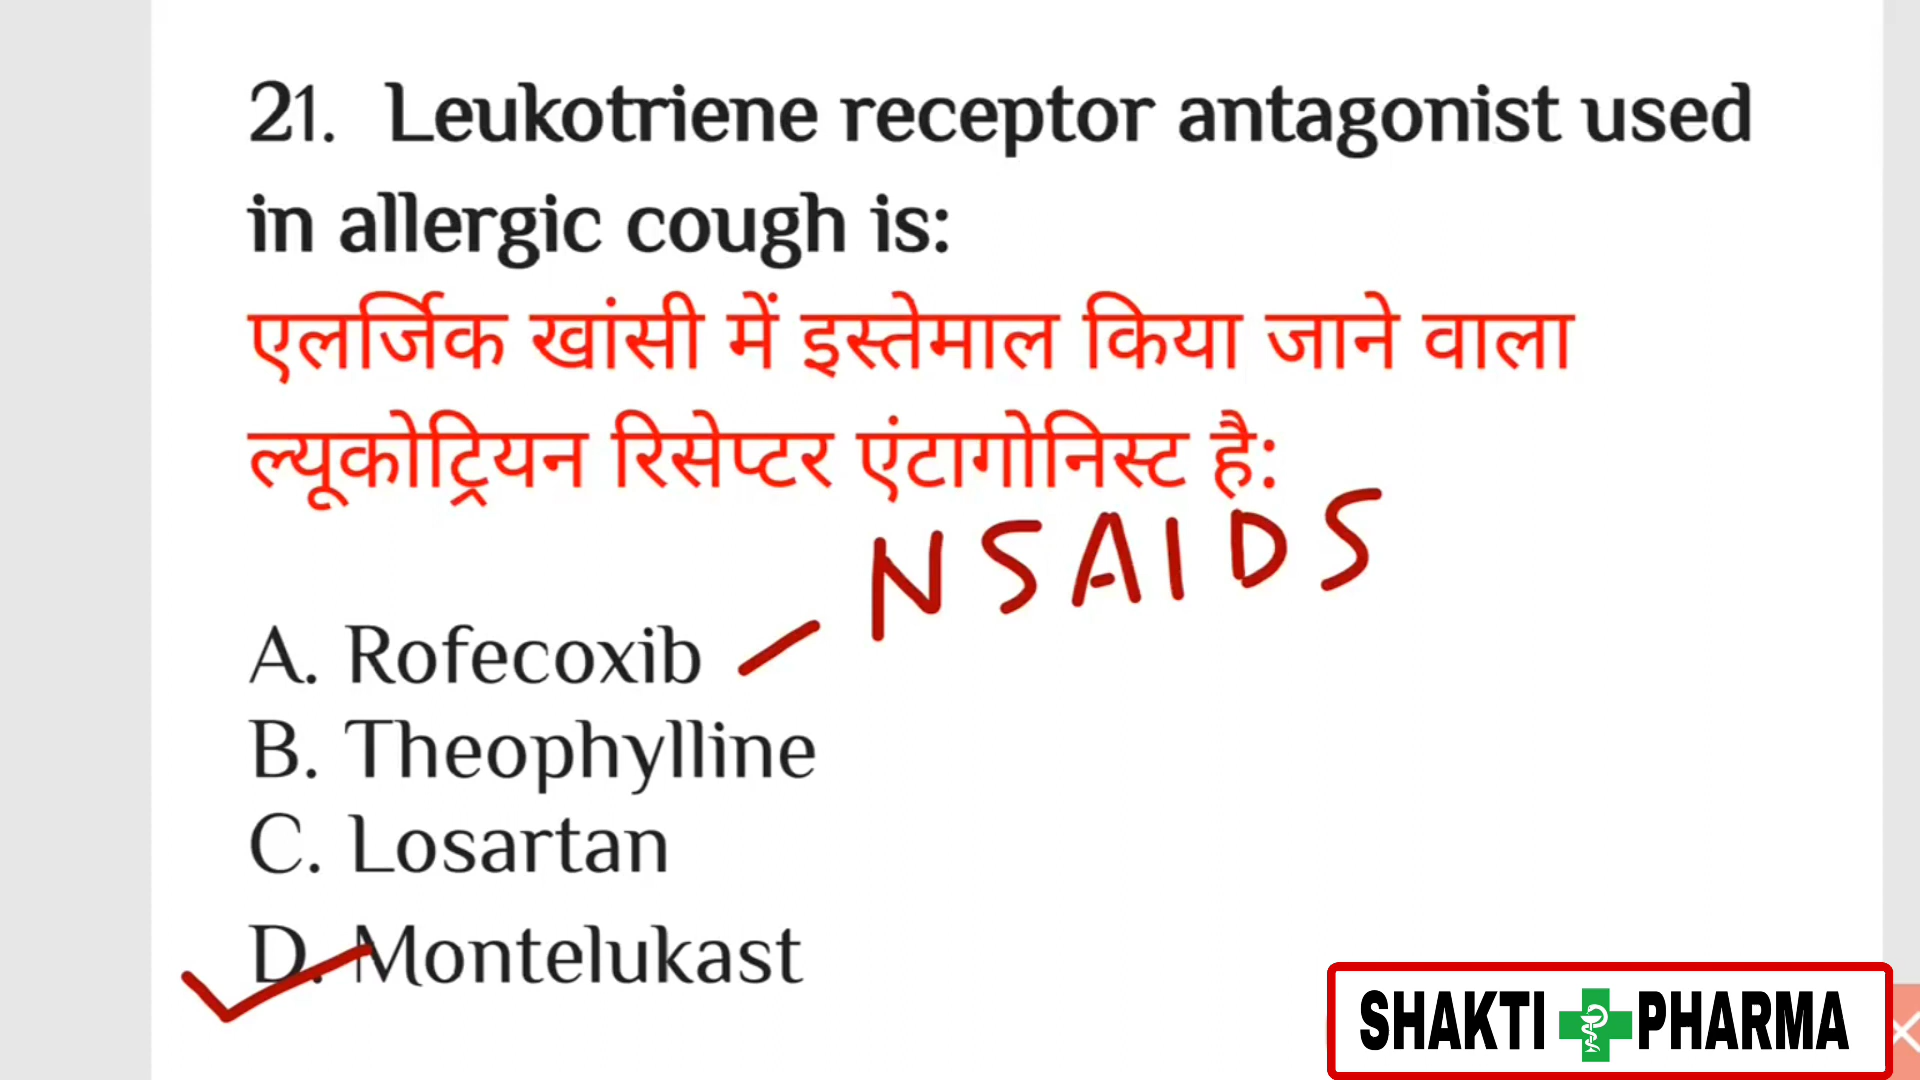 21. Leukotriene receptor antagonist used
in allergic cough is:
एलर्जिक खांसी में इस्तेमाल किया जाने वाला
ल्यूकोट्रियन रिसेप्टर एंटागोनिस्ट है:
NSAIDS
A. Rofecoxib
B. Theophylline
C. Losartan
D. Montelukast
SHAKTI PHARMA